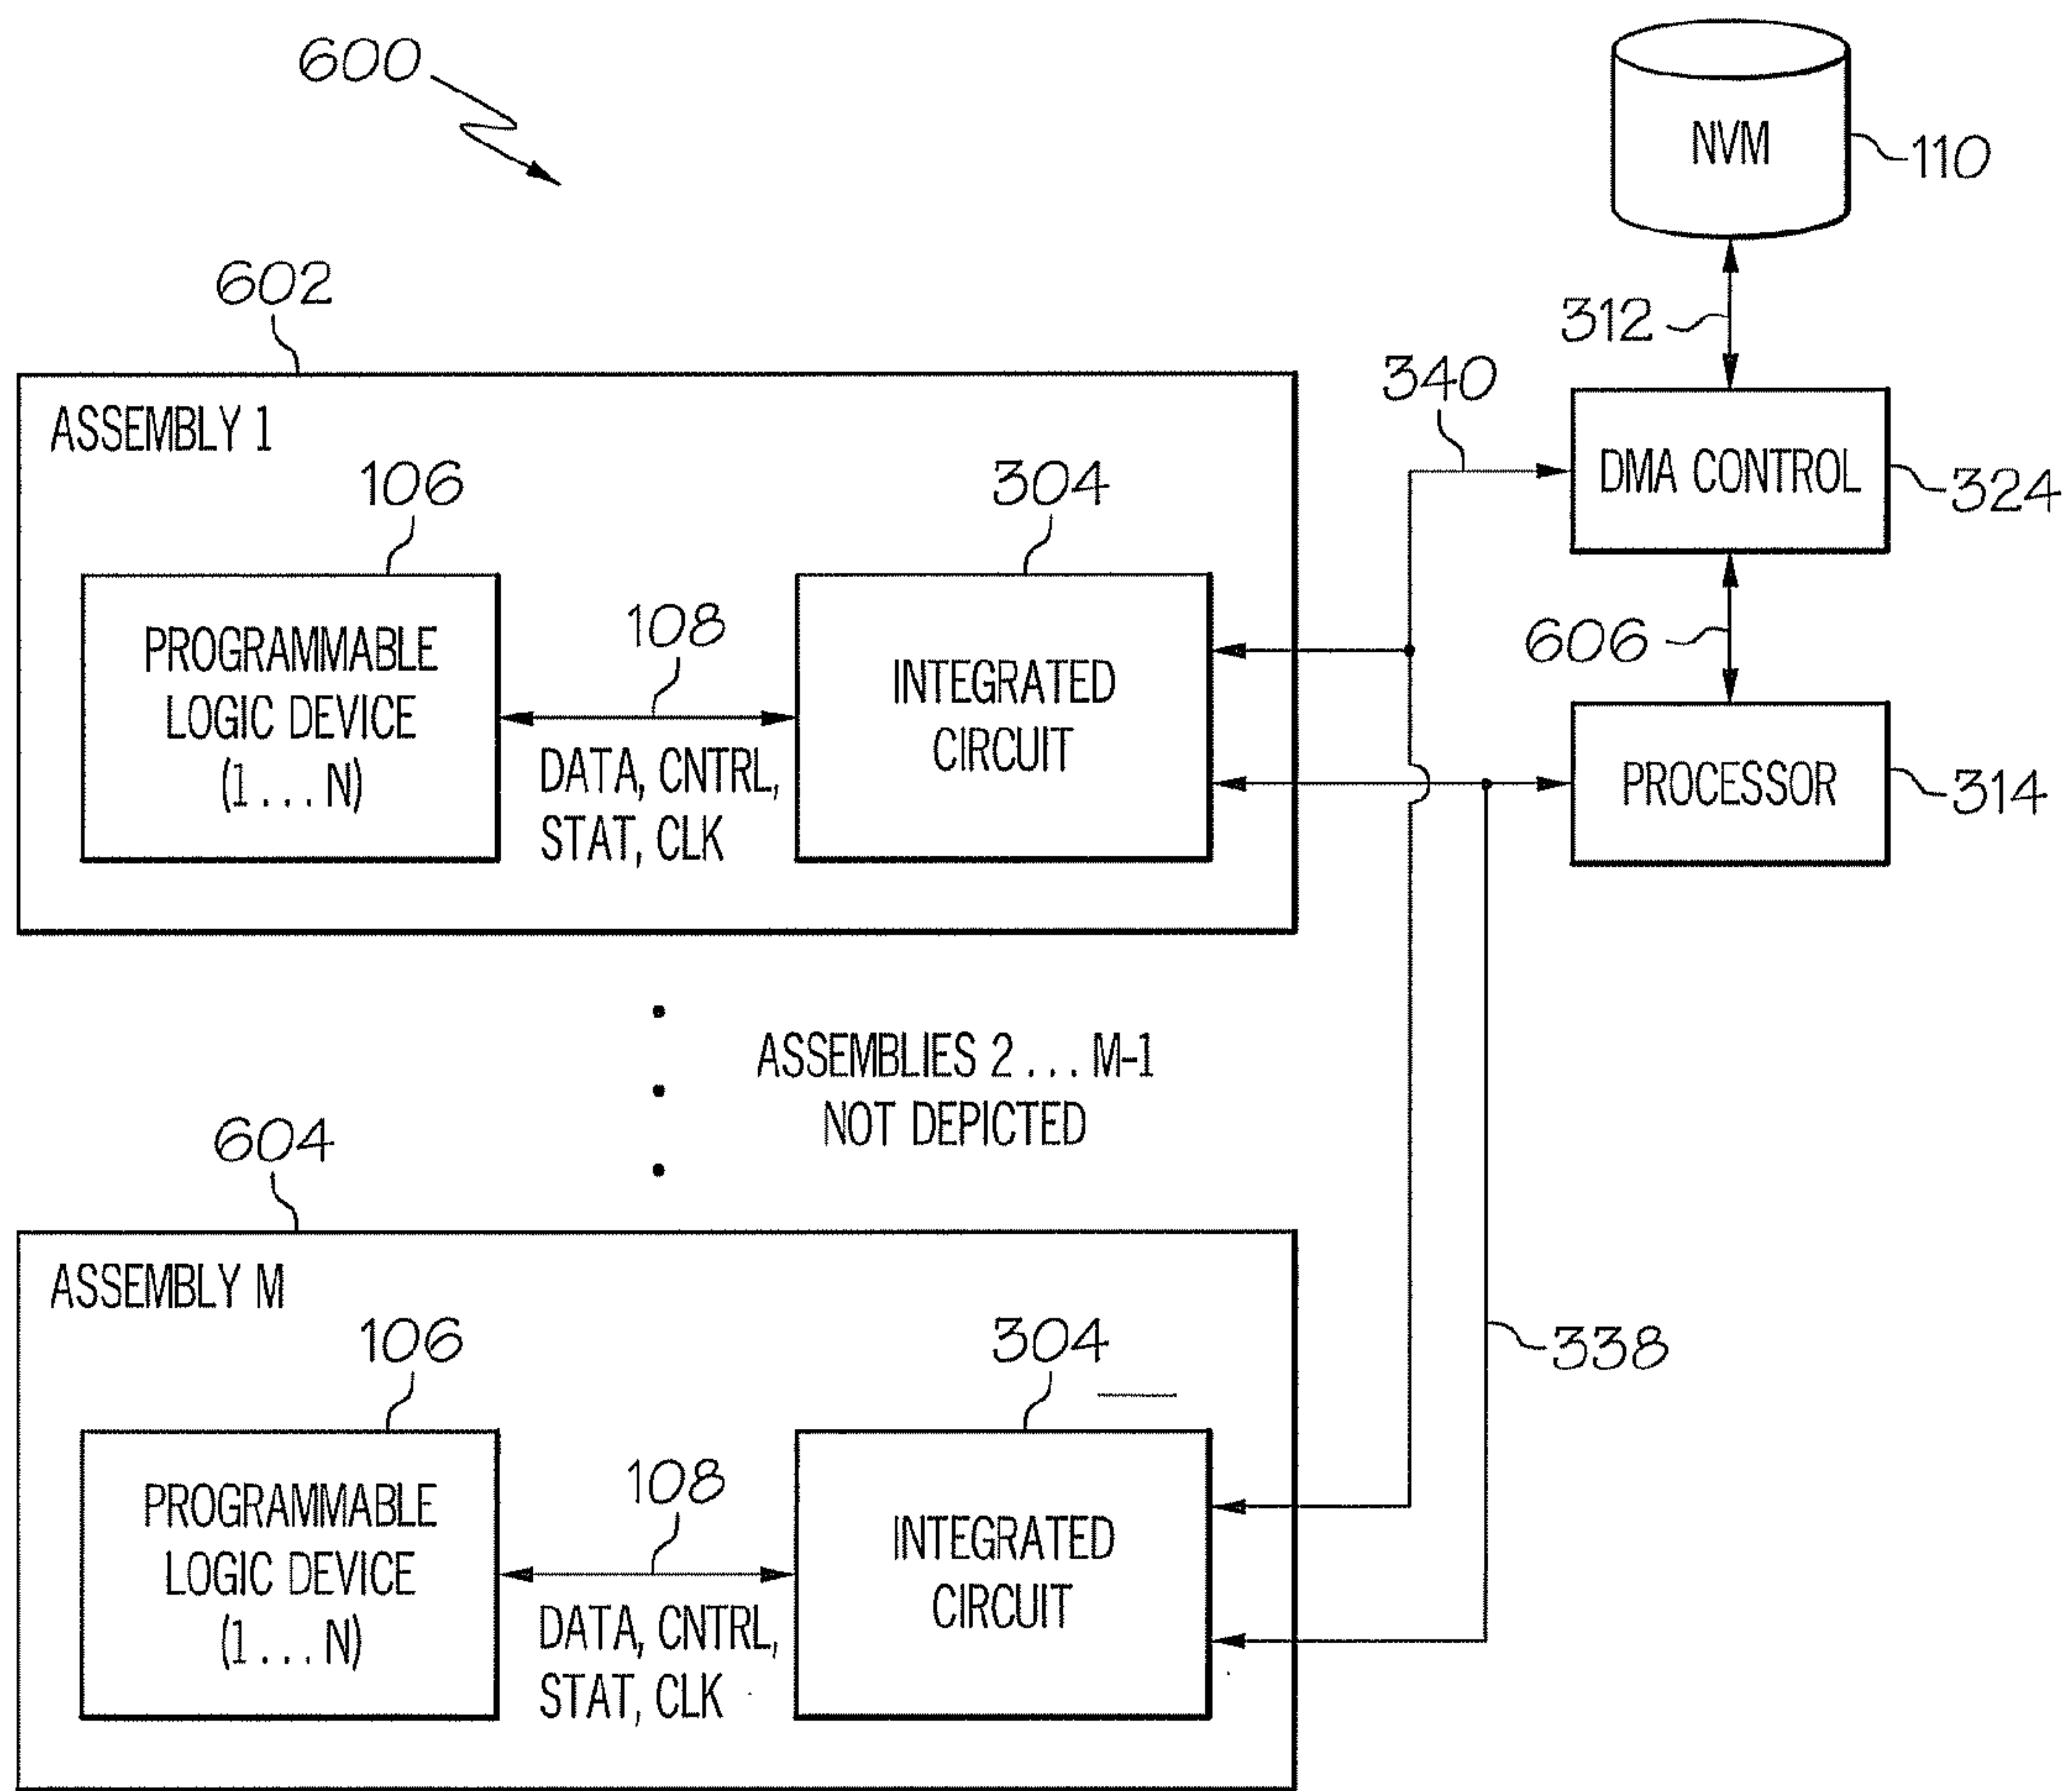 600
NVM
110
602
312
340
ASSEMBLY 1
DMA CONTROL
324
106
304
PROGRAMMABLE
LOGIC DEVICE
(1 . . . N)
108
DATA, CNTRL,
STAT, CLK
INTEGRATED
CIRCUIT
606
PROCESSOR
314
ASSEMBLIES 2 . . . M-1
NOT DEPICTED
604
ASSEMBLY M
106
304
338
PROGRAMMABLE
LOGIC DEVICE
(1 . . . N)
108
DATA, CNTRL,
STAT, CLK
INTEGRATED
CIRCUIT